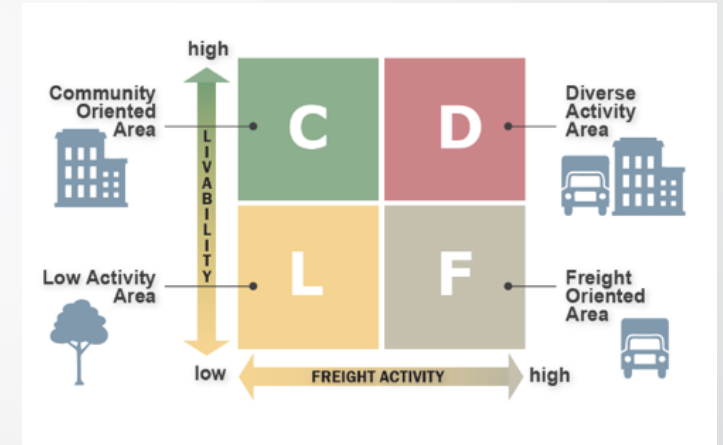 high
Community
Oriented
Area
C
D
Diverse
Activity
Area
LIVABILITY
Low Activity
Area
L
F
Freight
Oriented
Area
low
FREIGHT ACTIVITY
high